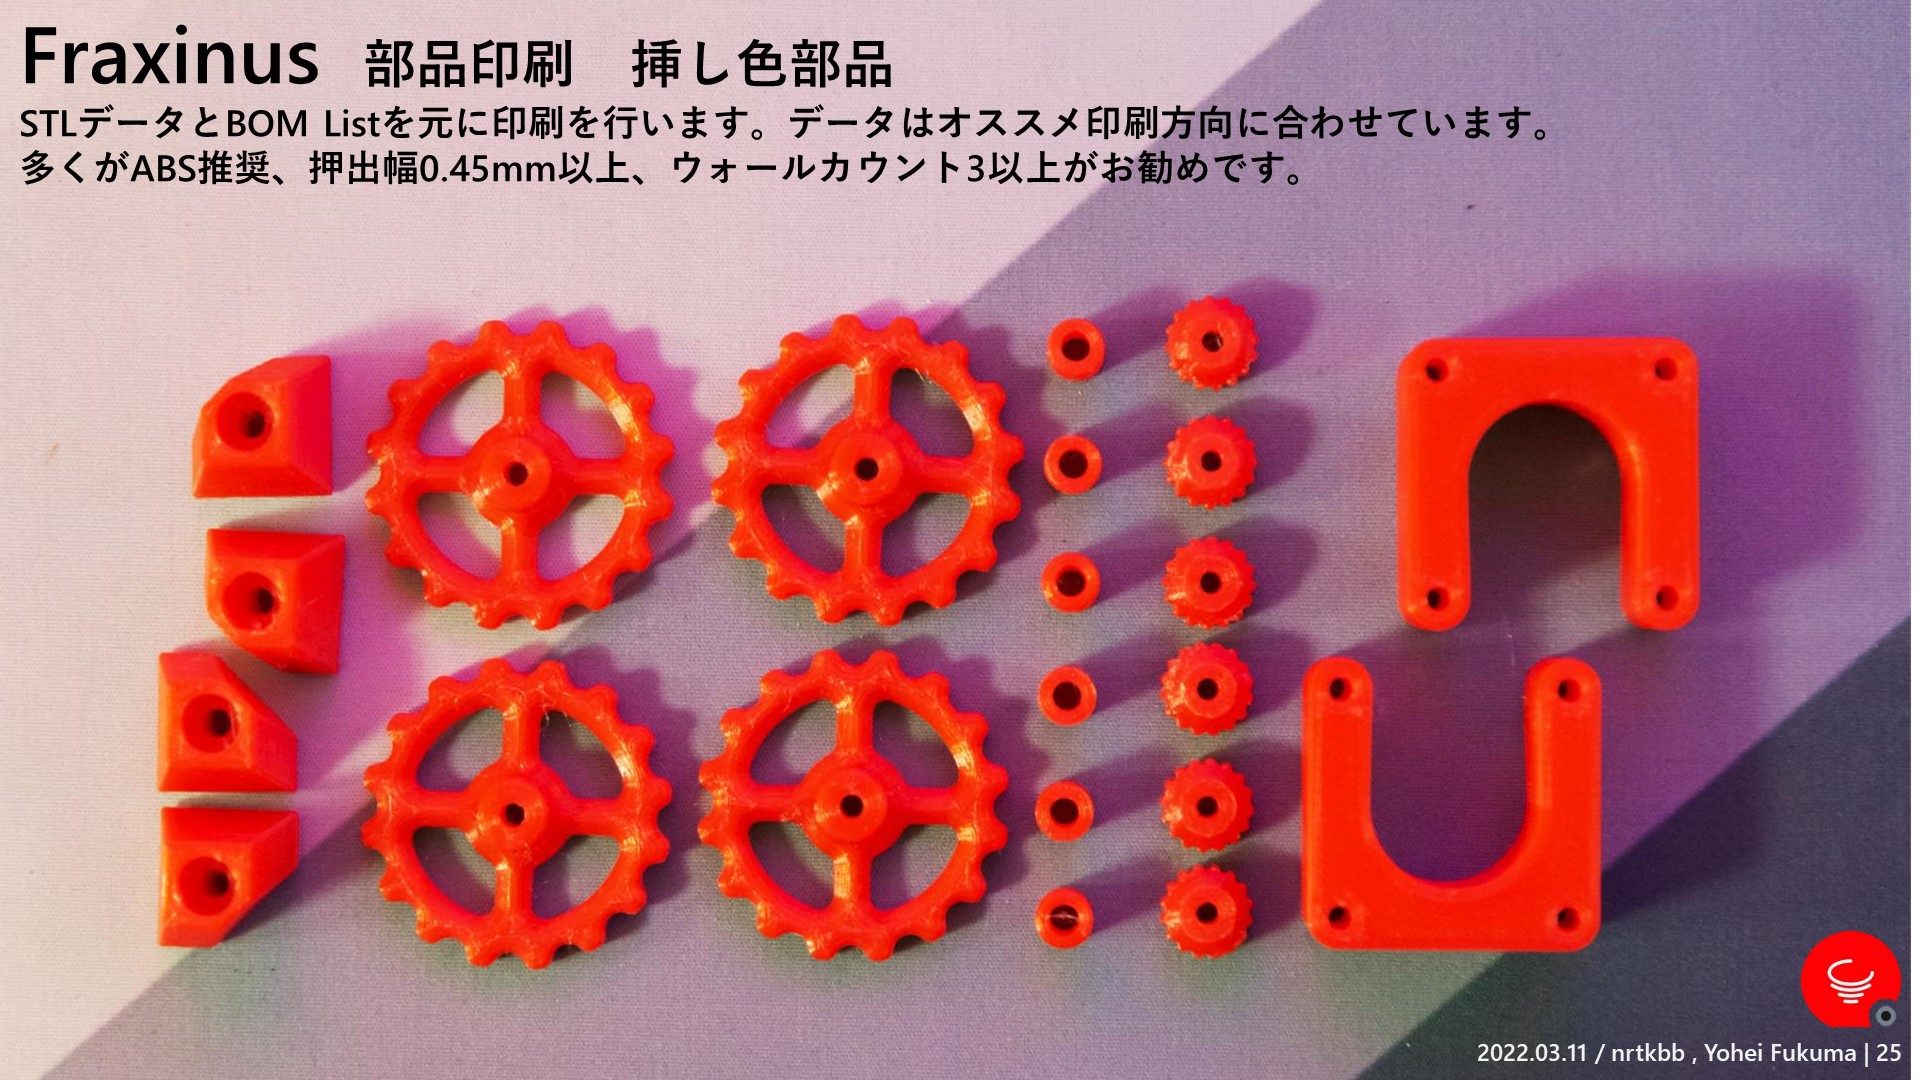 Fraxinus 部品印刷　挿し色部品
STLデータとBOM Listを元に印刷を行います。データはオススメ印刷方向に合わせています。
多くがABS推奨、押出幅0.45mm以上、ウォールカウント3以上がお勧めです。
2022.03.11 / nrtkbb , Yohei Fukuma | 25